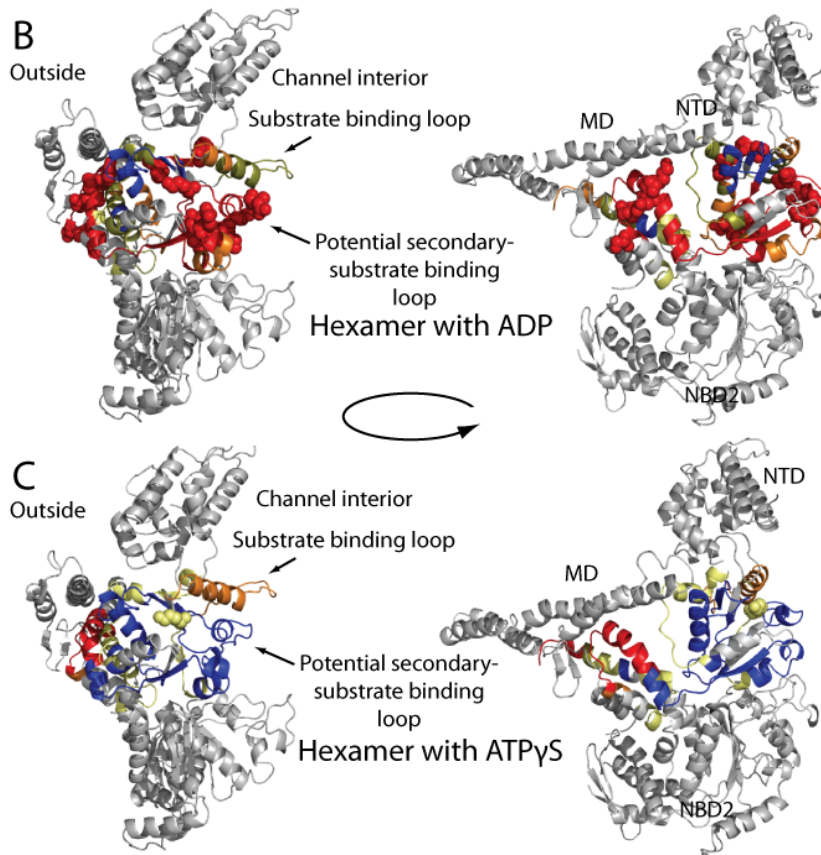 B
Outside
Channel interior
Substrate binding loop
Potential secondary-
substrate binding
loop
Hexamer with ADP
MD
NTD
NBD2
C
Outside
Channel interior
Substrate binding loop
Potential secondary-
substrate binding
loop
Hexamer with ATPγS
NTD
MD
NBD2